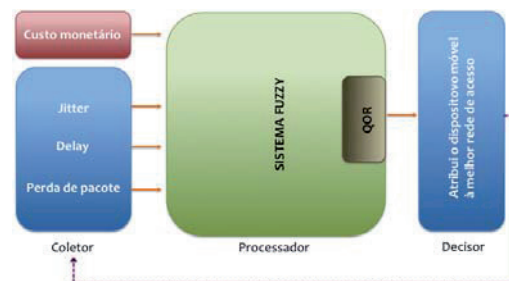 Custo monetário
Jitter
Delay
Perda de pacote
Coletor
SISTEMA FUZZY
QOR
Processador
Atribui o dispositovo móvel
à melhor rede de acesso
Decisor